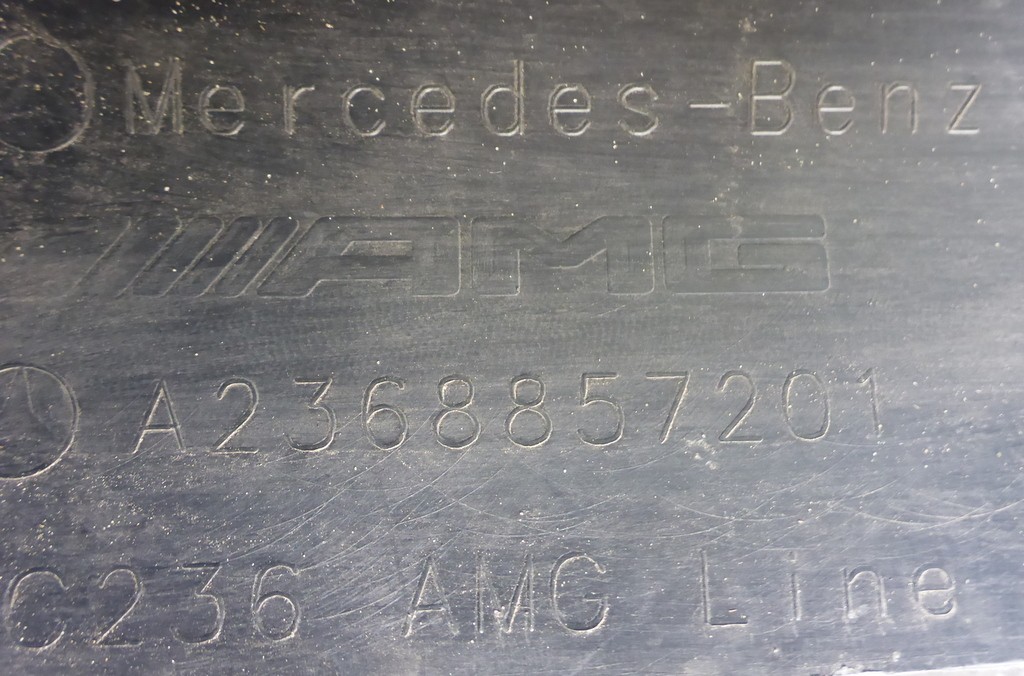 Mercedes-Benz
AMG
A2368857201
C236 AMG Line